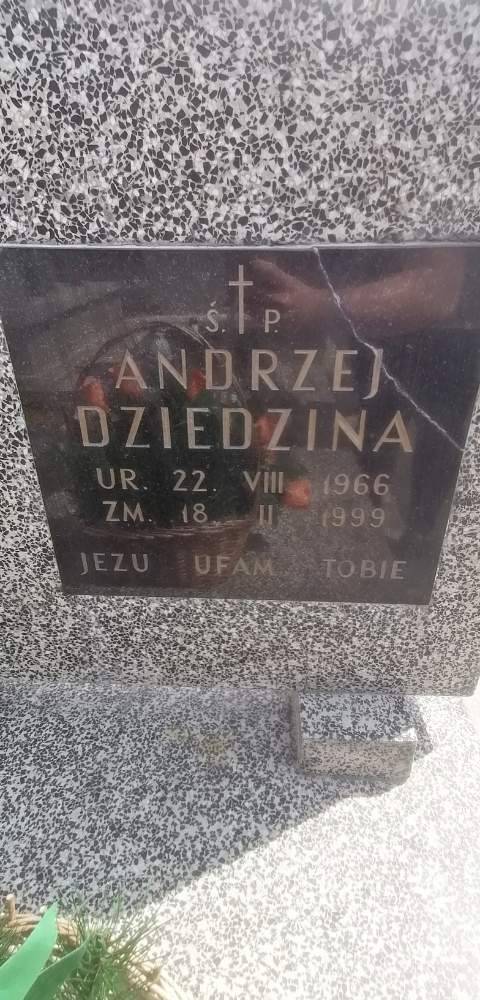 Ś. P.
ANDRZEJ
DZIEDZINA
UR. 22. VIII 1966
ZM. 18. II 1999
JEZU UFAM TOBIE